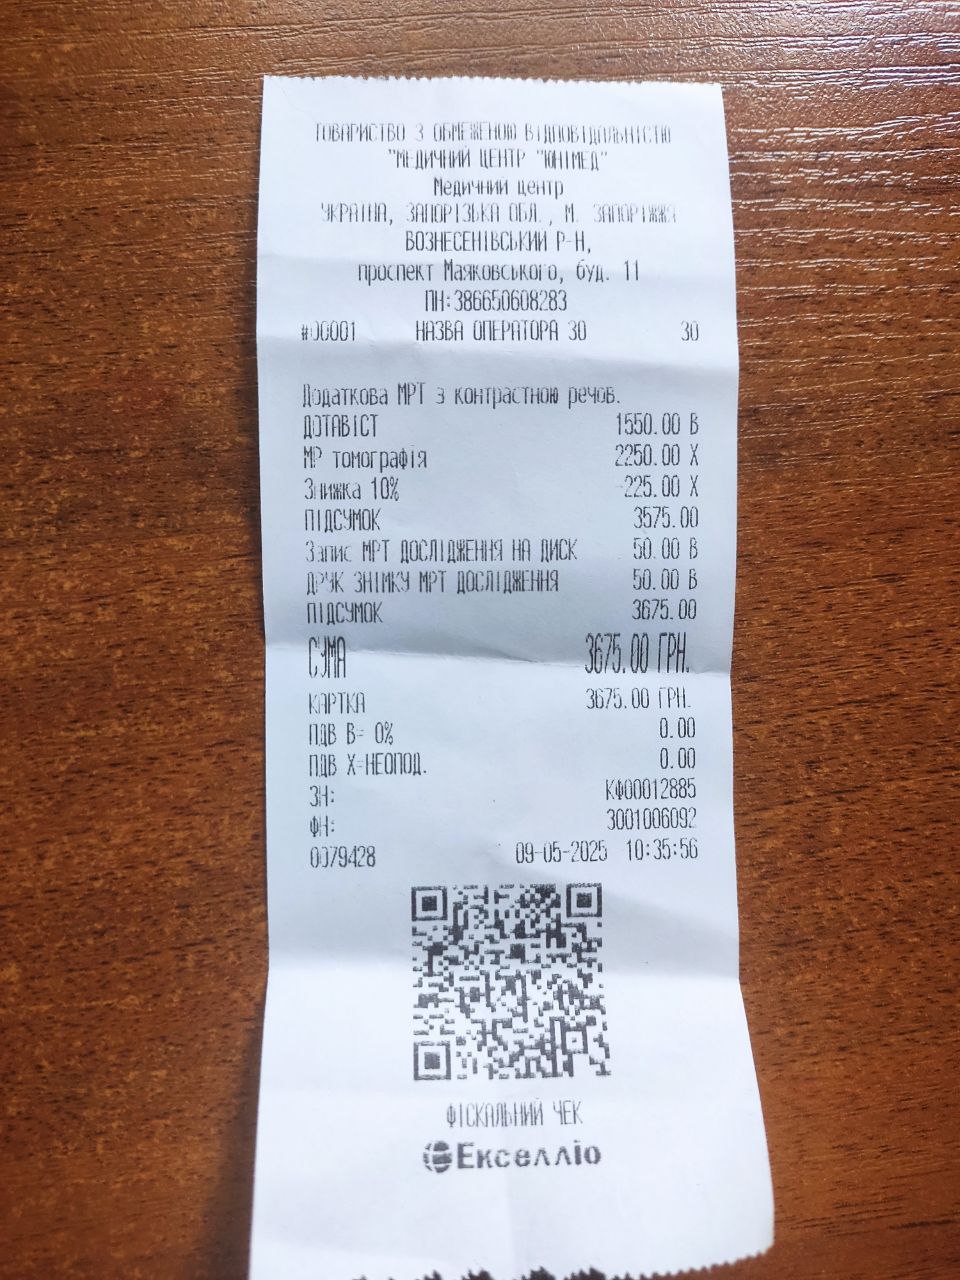 ТОВАРИСТВО З ОБМЕЖЕНОЮ ВІДПОВІДАЛЬНІСТЮ
"МЕДИЧНИЙ ЦЕНТР "ЮНІМЕД"
Медичний центр
УКРАЇНА, ЗАПОРІЗЬКА ОБЛ., М. ЗАПОРІЖЖЯ
ВОЗНЕСЕНІВСЬКИЙ Р-Н,
проспект Маяковського, буд. 11
ПН:386650608283
#00001 НАЗВА ОПЕРАТОРА 30 30
Додаткова МРТ з контрастною речов.
ДОТАВІСТ 1550.00 В
МР томографія 2250.00 Х
Знижка 10% -225.00 Х
ПІДСУМОК 3575.00
Запис МРТ ДОСЛІДЖЕННЯ НА ДИСК 50.00 В
ДРУК ЗНІМКУ МРТ ДОСЛІДЖЕННЯ 50.00 В
ПІДСУМОК 3675.00
СУМА 3675.00 ГРН.
КАРТКА 3675.00 ГРН.
ПДВ В= 0% 0.00
ПДВ Х=НЕОПОД. 0.00
ЗН: КФ00012885
ФН: 3001006092
0079428 09-05-2025 10:35:56
ФІСКАЛЬНИЙ ЧЕК
Екселліо